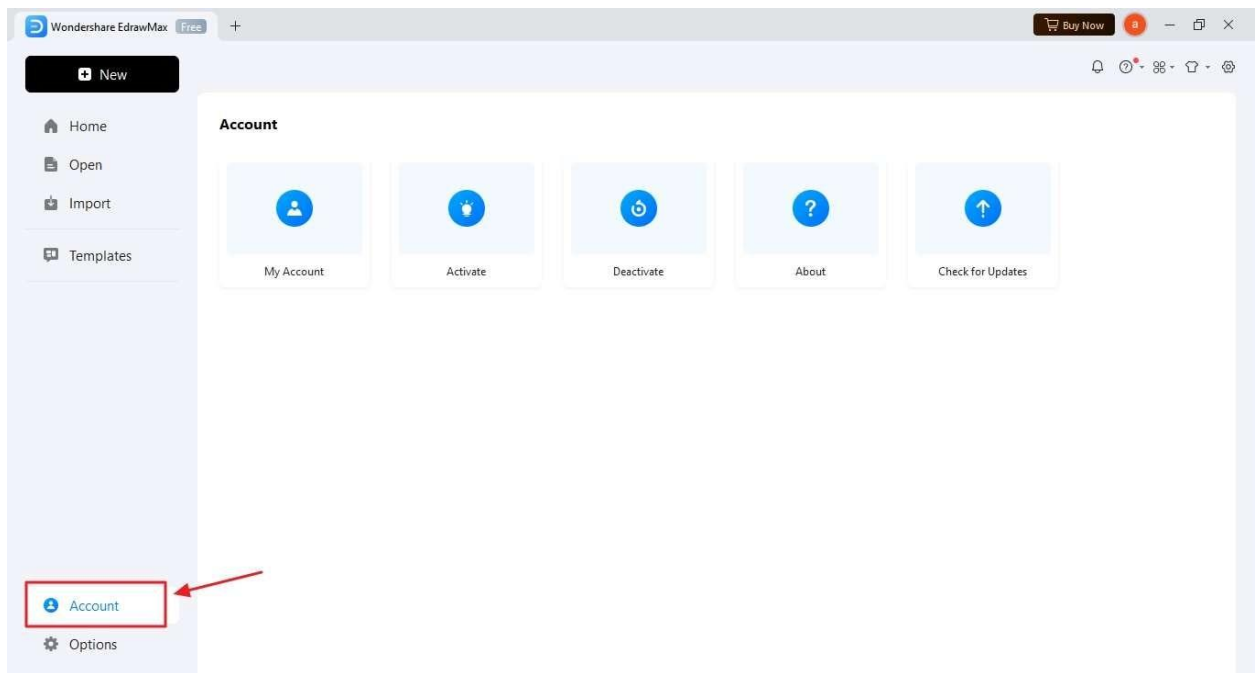 Wondershare EdrawMax Free
Buy Now
a
New
Home
Account
Open
Import
Templates
My Account
Activate
Deactivate
About
Check for Updates
Account
Options